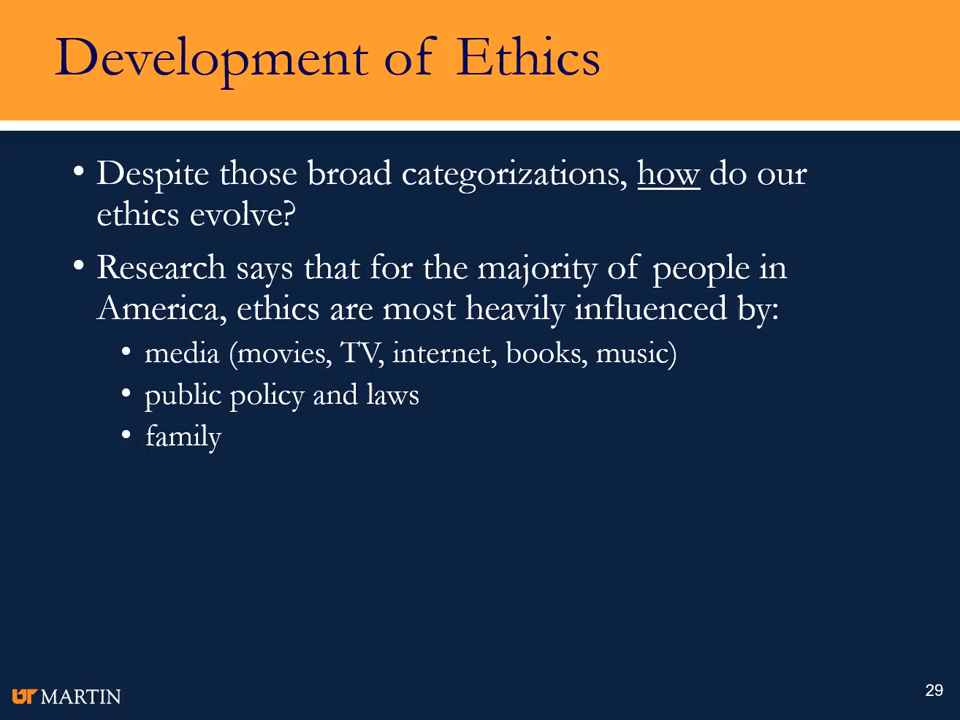 Development of Ethics
• Despite those broad categorizations, how do our
ethics evolve?
• Research says that for the majority of people in
America, ethics are most heavily influenced by:
• media (movies, TV, internet, books, music)
• public policy and laws
• family
UT MARTIN
29